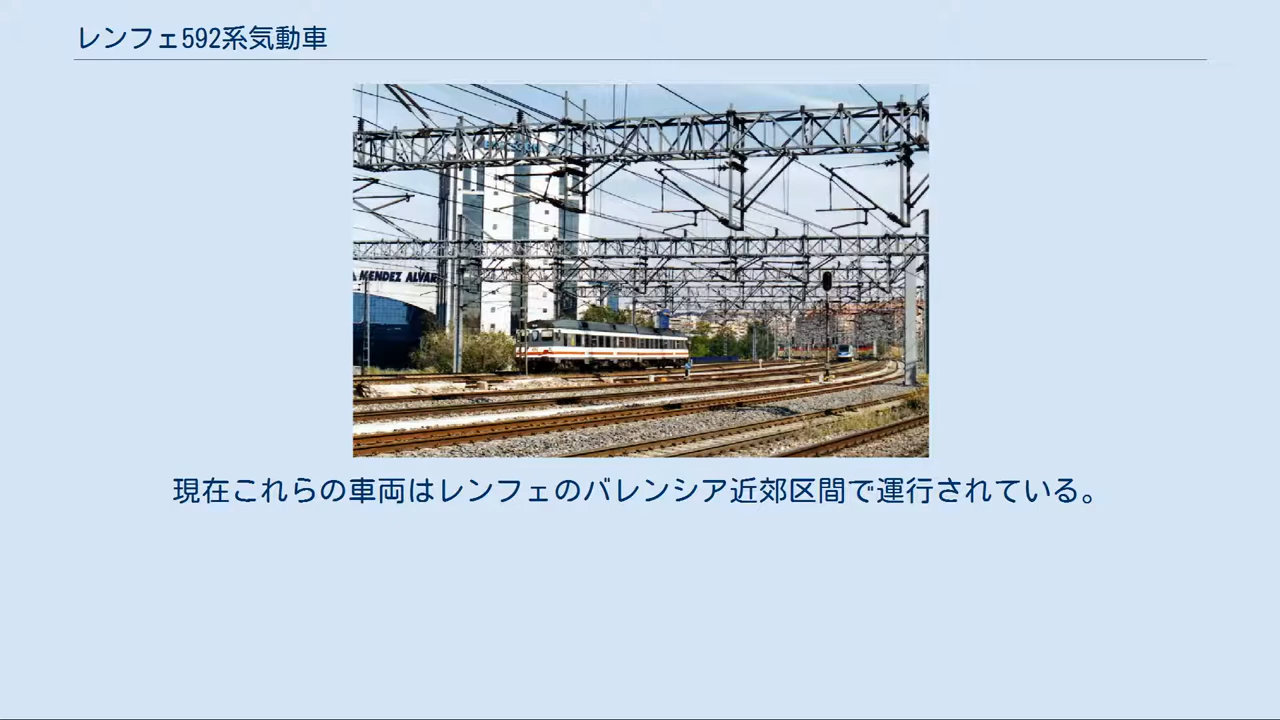 レンフェ592系気動車
MENDEZ ALVAR
現在これらの車両はレンフェのバレンシア近郊区間で運行されている。